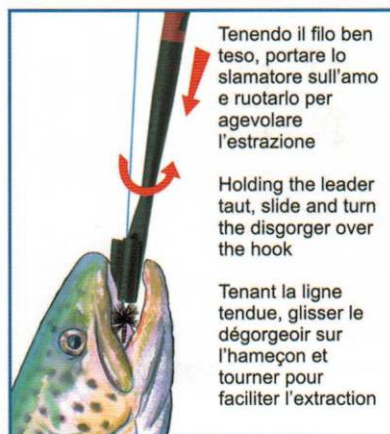 Tenendo il filo ben
teso, portare lo
slamatore sull'amo
e ruotarlo per
agevolare
l'estrazione
Holding the leader
taut, slide and turn
the disgorger over
the hook
Tenant la ligne
tendue, glisser le
dégorgeoir sur
l'hameçon et
tourner pour
faciliter l'extraction